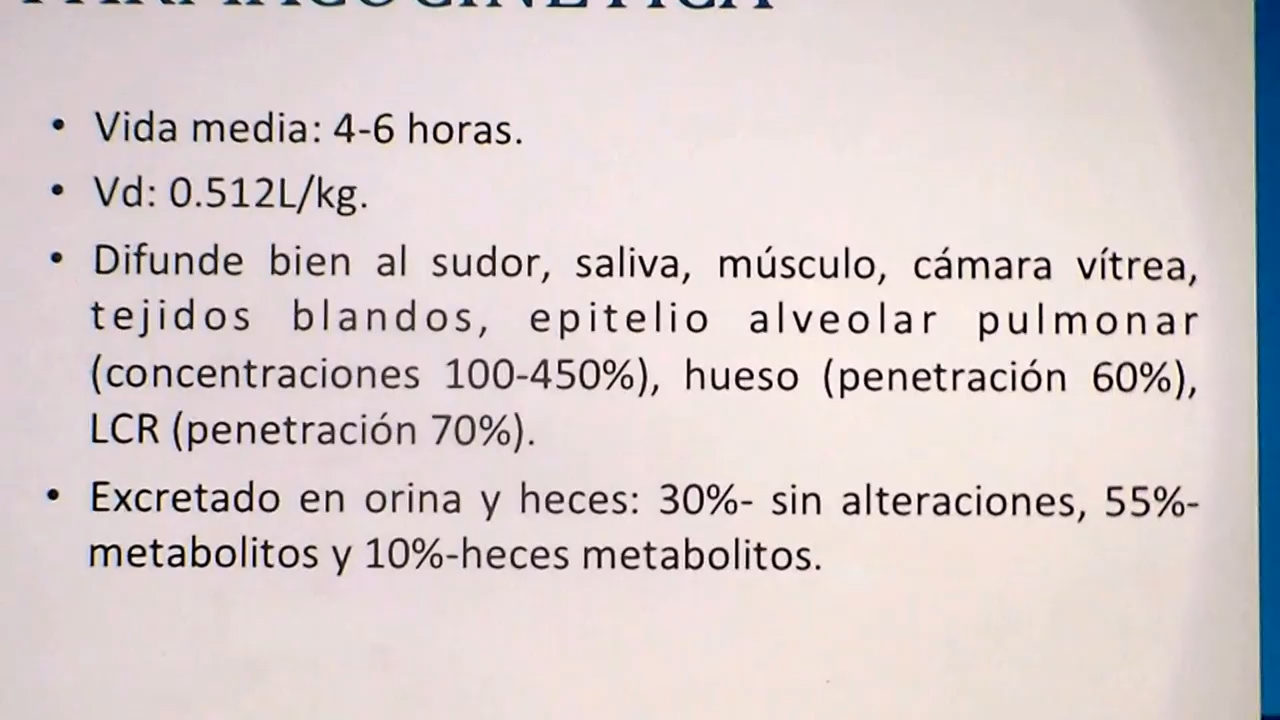 FARMACOCINÉTICA
• Vida media: 4-6 horas.
• Vd: 0.512L/kg.
• Difunde bien al sudor, saliva, músculo, cámara vítrea,
tejidos blandos, epitelio alveolar pulmonar
(concentraciones 100-450%), hueso (penetración 60%),
LCR (penetración 70%).
• Excretado en orina y heces: 30%- sin alteraciones, 55%-
metabolitos y 10%-heces metabolitos.